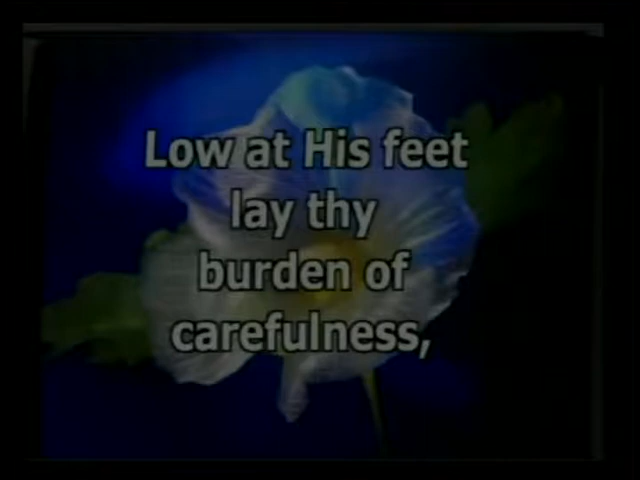 Low at His feet
lay thy
burden of
carefulness,